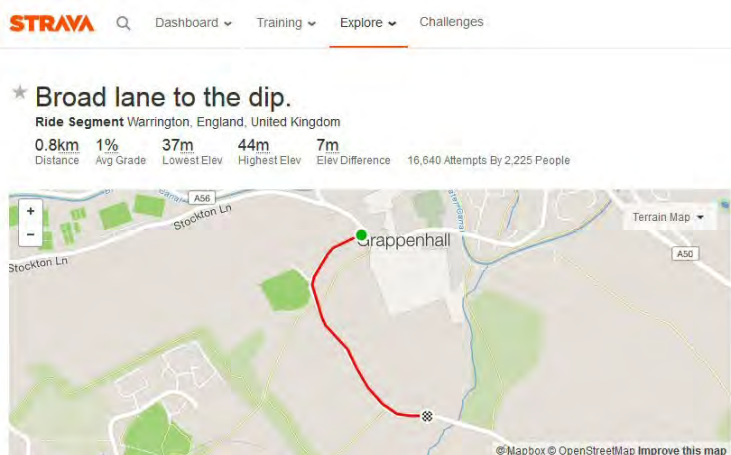 STRAVA Dashboard Training Explore Challenges
Broad lane to the dip.
Ride Segment Warrington, England, United Kingdom
0.8km 1% 37m 44m 7m
Distance Avg Grade Lowest Elev Highest Elev Elev Difference 16,640 Attempts By 2,225 People
+
-
A56
Stockton Ln
Terrain Map
Grappenhall
A50
Stockton Ln
© Mapbox © OpenStreetMap Improve this map